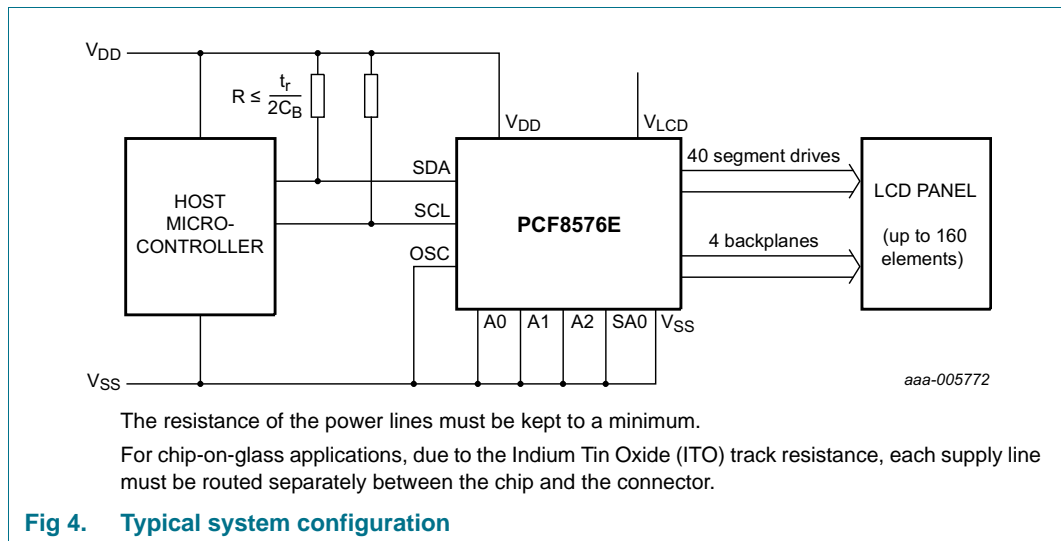 VDD
R ≤ tr
2CB
VDD
VLCD
HOST
MICRO-
CONTROLLER
SDA
SCL
OSC
PCF8576E
40 segment drives
4 backplanes
LCD PANEL
(up to 160
elements)
A0 A1 A2 SA0 VSS
VSS
aaa-005772
The resistance of the power lines must be kept to a minimum.
For chip-on-glass applications, due to the Indium Tin Oxide (ITO) track resistance, each supply line
must be routed separately between the chip and the connector.
Fig 4. Typical system configuration